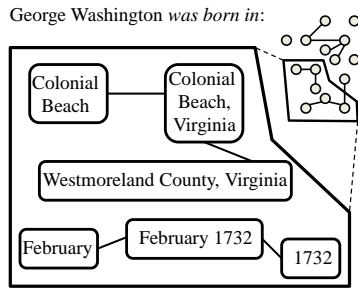 George Washington was born in:
Colonial
Beach
Colonial
Beach,
Virginia
Westmoreland County, Virginia
February
February 1732
1732